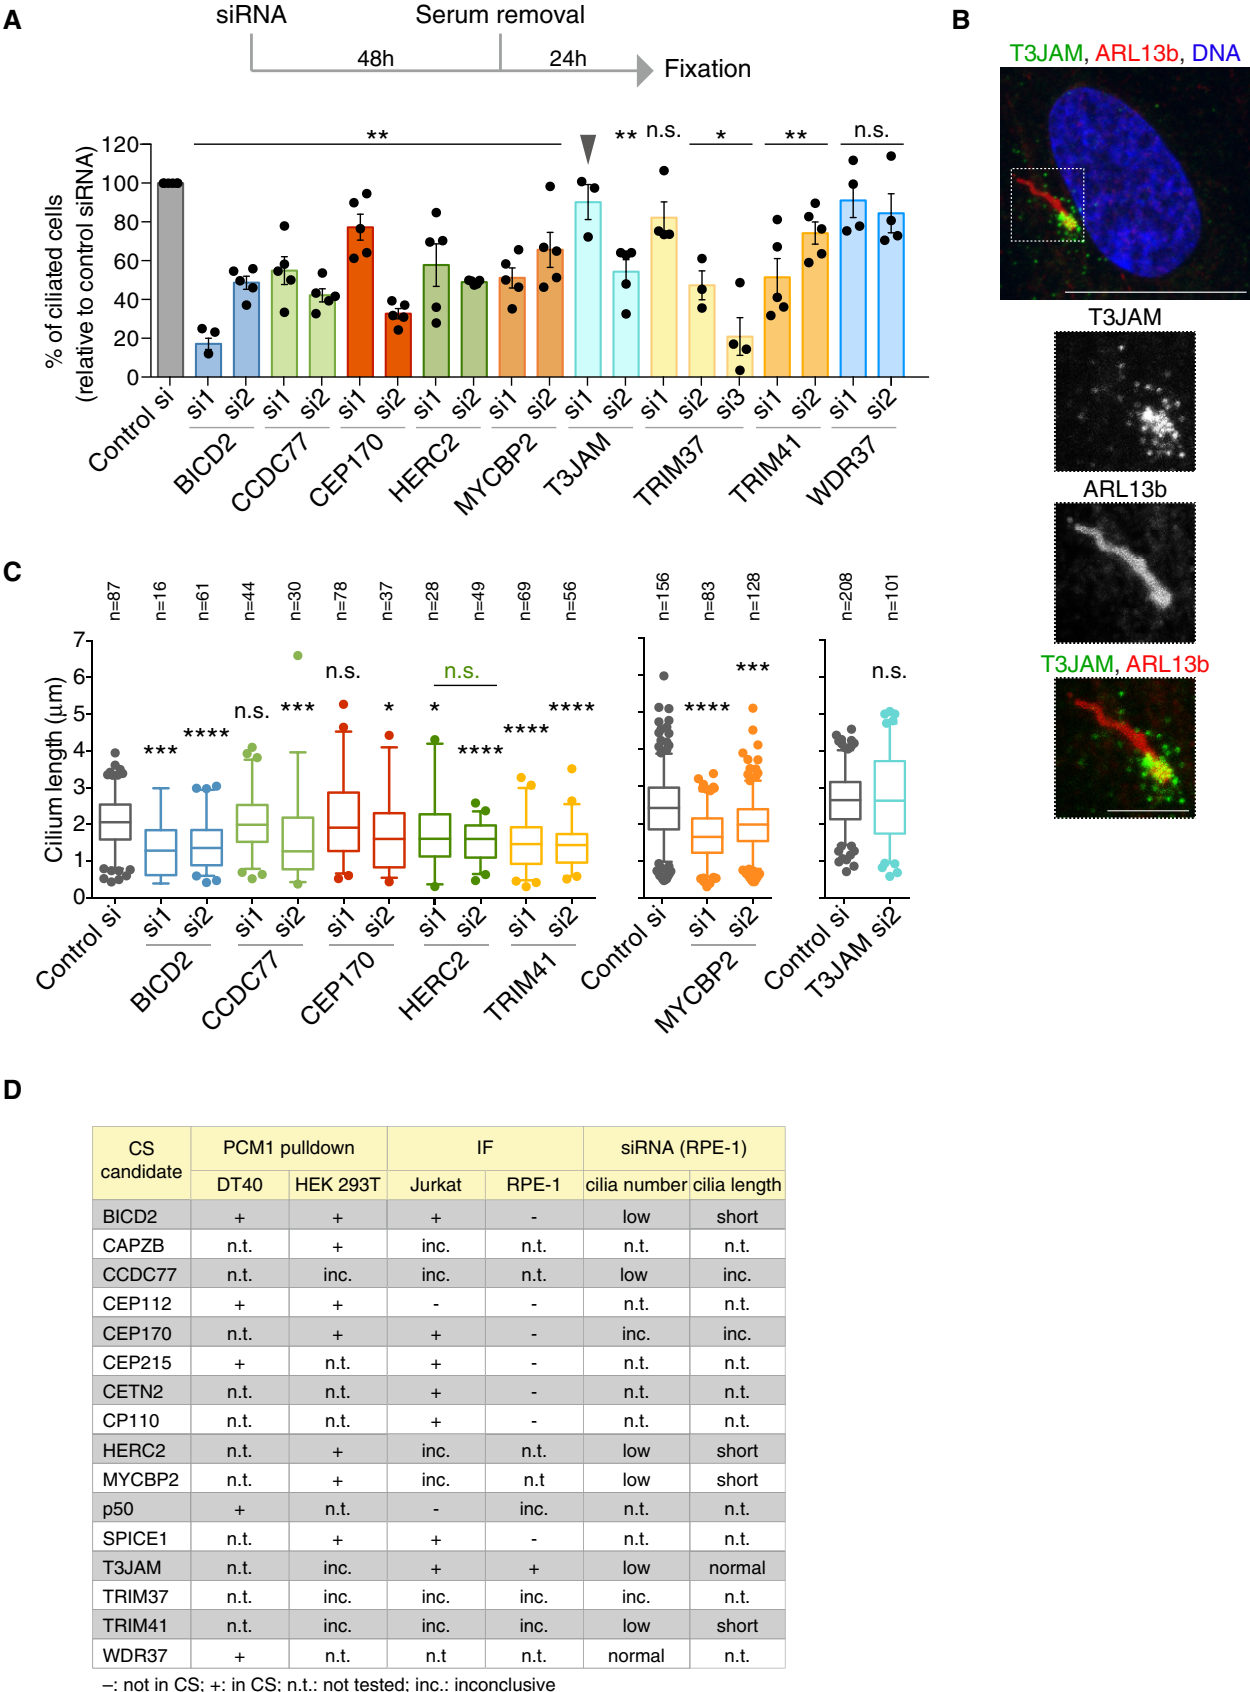 A
siRNA
Serum removal
48h
24h
Fixation
% of ciliated cells
(relative to control siRNA)
120
100
80
60
40
20
0
**
** n.s. * ** n.s.
Control si
si1 si2 si1 si2 si1 si2 si1 si2 si1 si2 si1 si2 si1 si2 si3 si1 si2 si1 si2
BICD2 CCDC77 CEP170 HERC2 MYCBP2 T3JAM TRIM37 TRIM41 WDR37
B
T3JAM, ARL13b, DNA
T3JAM
ARL13b
T3JAM, ARL13b
C
n=87 n=16 n=61 n=44 n=30 n=78 n=37 n=28 n=49 n=69 n=56 n=156 n=83 n=128 n=208 n=101
Cilium length (µm)
7
6
5
4
3
2
1
0
*** **** n.s. *** n.s. * * n.s. **** **** ****
**** ***
n.s.
Control si si1 si2 si1 si2 si1 si2 si1 si2 si1 si2
BICD2 CCDC77 CEP170 HERC2 TRIM41
Control si si1 si2
MYCBP2
Control si T3JAM si2
D
CS candidate PCM1 pulldown IF siRNA (RPE-1)
DT40 HEK 293T Jurkat RPE-1 cilia number cilia length
BICD2 + + + - low short
CAPZB n.t. + inc. n.t. n.t. n.t.
CCDC77 n.t. inc. inc. n.t. low inc.
CEP112 + + - - n.t. n.t.
CEP170 n.t. + + - inc. inc.
CEP215 + n.t. + - n.t. n.t.
CETN2 n.t. n.t. + - n.t. n.t.
CP110 n.t. n.t. + - n.t. n.t.
HERC2 n.t. + inc. n.t. low short
MYCBP2 n.t. + inc. n.t low short
p50 + n.t. - inc. n.t. n.t.
SPICE1 n.t. + + - n.t. n.t.
T3JAM n.t. inc. + + low normal
TRIM37 n.t. inc. inc. inc. inc. n.t.
TRIM41 n.t. inc. inc. inc. low short
WDR37 + n.t. n.t n.t. normal n.t.
–: not in CS; +: in CS; n.t.: not tested; inc.: inconclusive